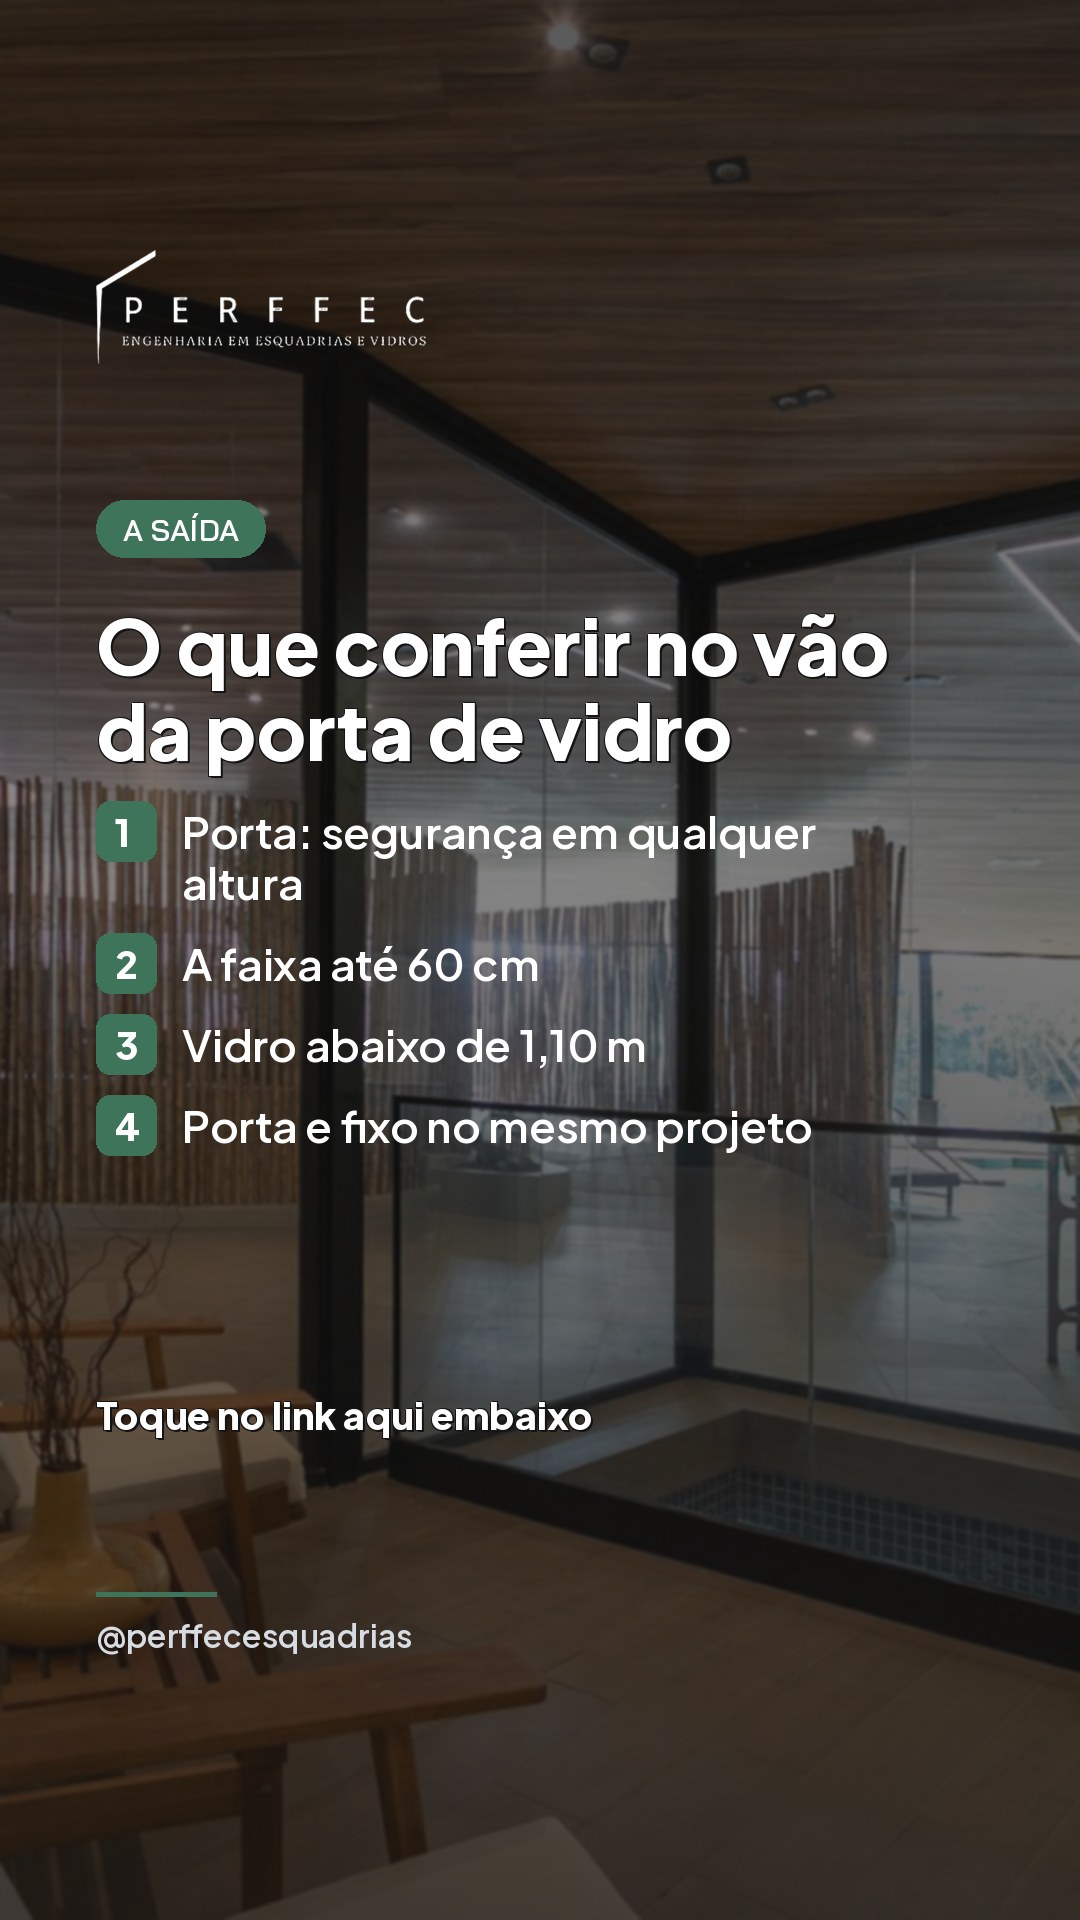 PERFFEC
ENGENHARIA EM ESQUADRIAS E VIDROS
A SAÍDA
O que conferir no vão
da porta de vidro
1 Porta: segurança em qualquer
altura
2 A faixa até 60 cm
3 Vidro abaixo de 1,10 m
4 Porta e fixo no mesmo projeto
Toque no link aqui embaixo
@perffecesquadrias